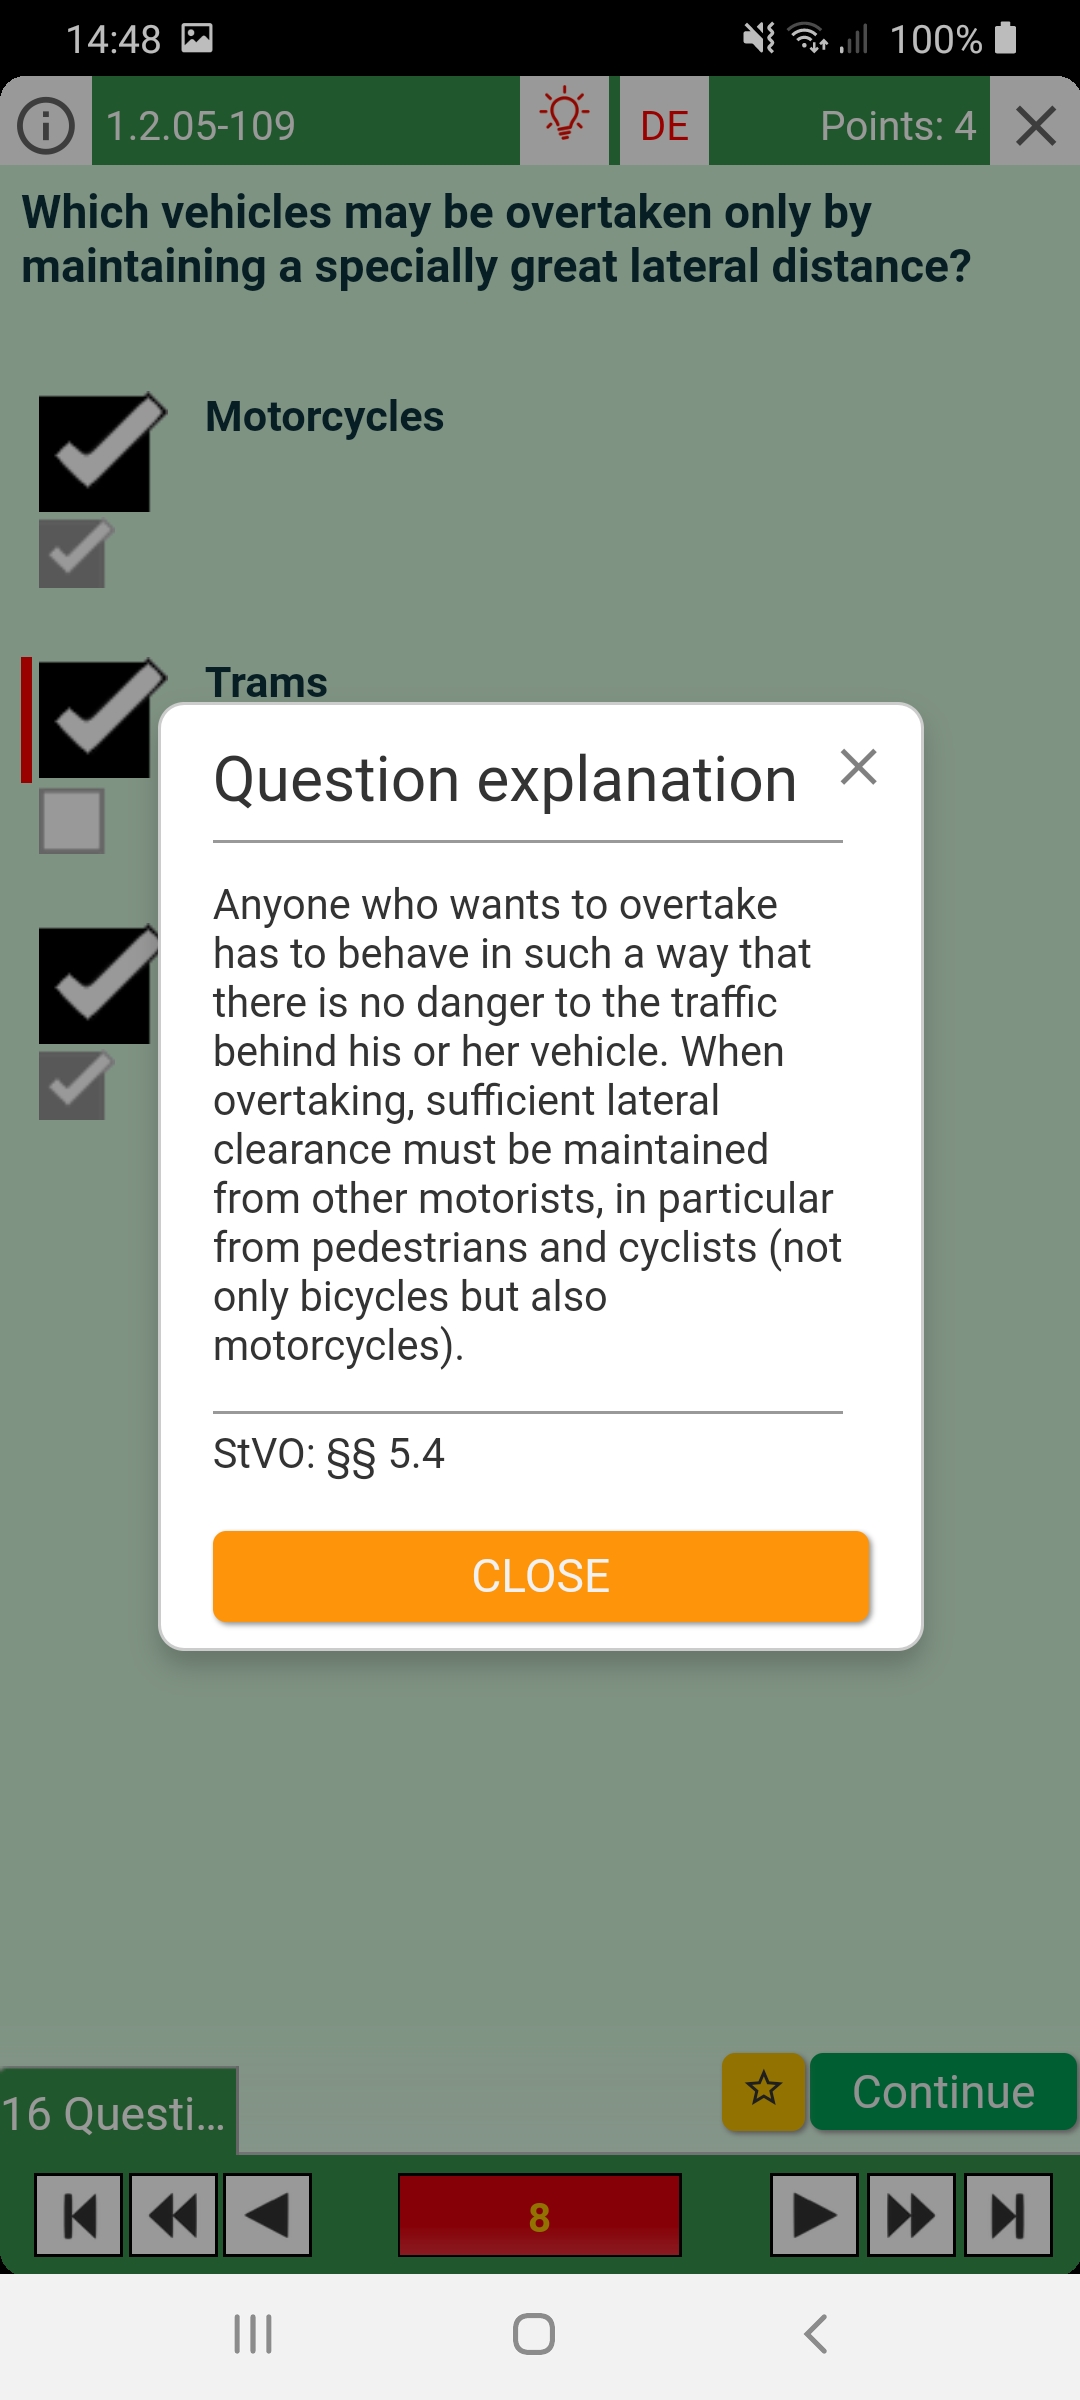 14:48
100%
1.2.05-109
DE
Points: 4
Which vehicles may be overtaken only by
maintaining a specially great lateral distance?
Motorcycles
Trams
Question explanation
Anyone who wants to overtake
has to behave in such a way that
there is no danger to the traffic
behind his or her vehicle. When
overtaking, sufficient lateral
clearance must be maintained
from other motorists, in particular
from pedestrians and cyclists (not
only bicycles but also
motorcycles).
StVO: §§ 5.4
CLOSE
Continue
16 Questi...
8